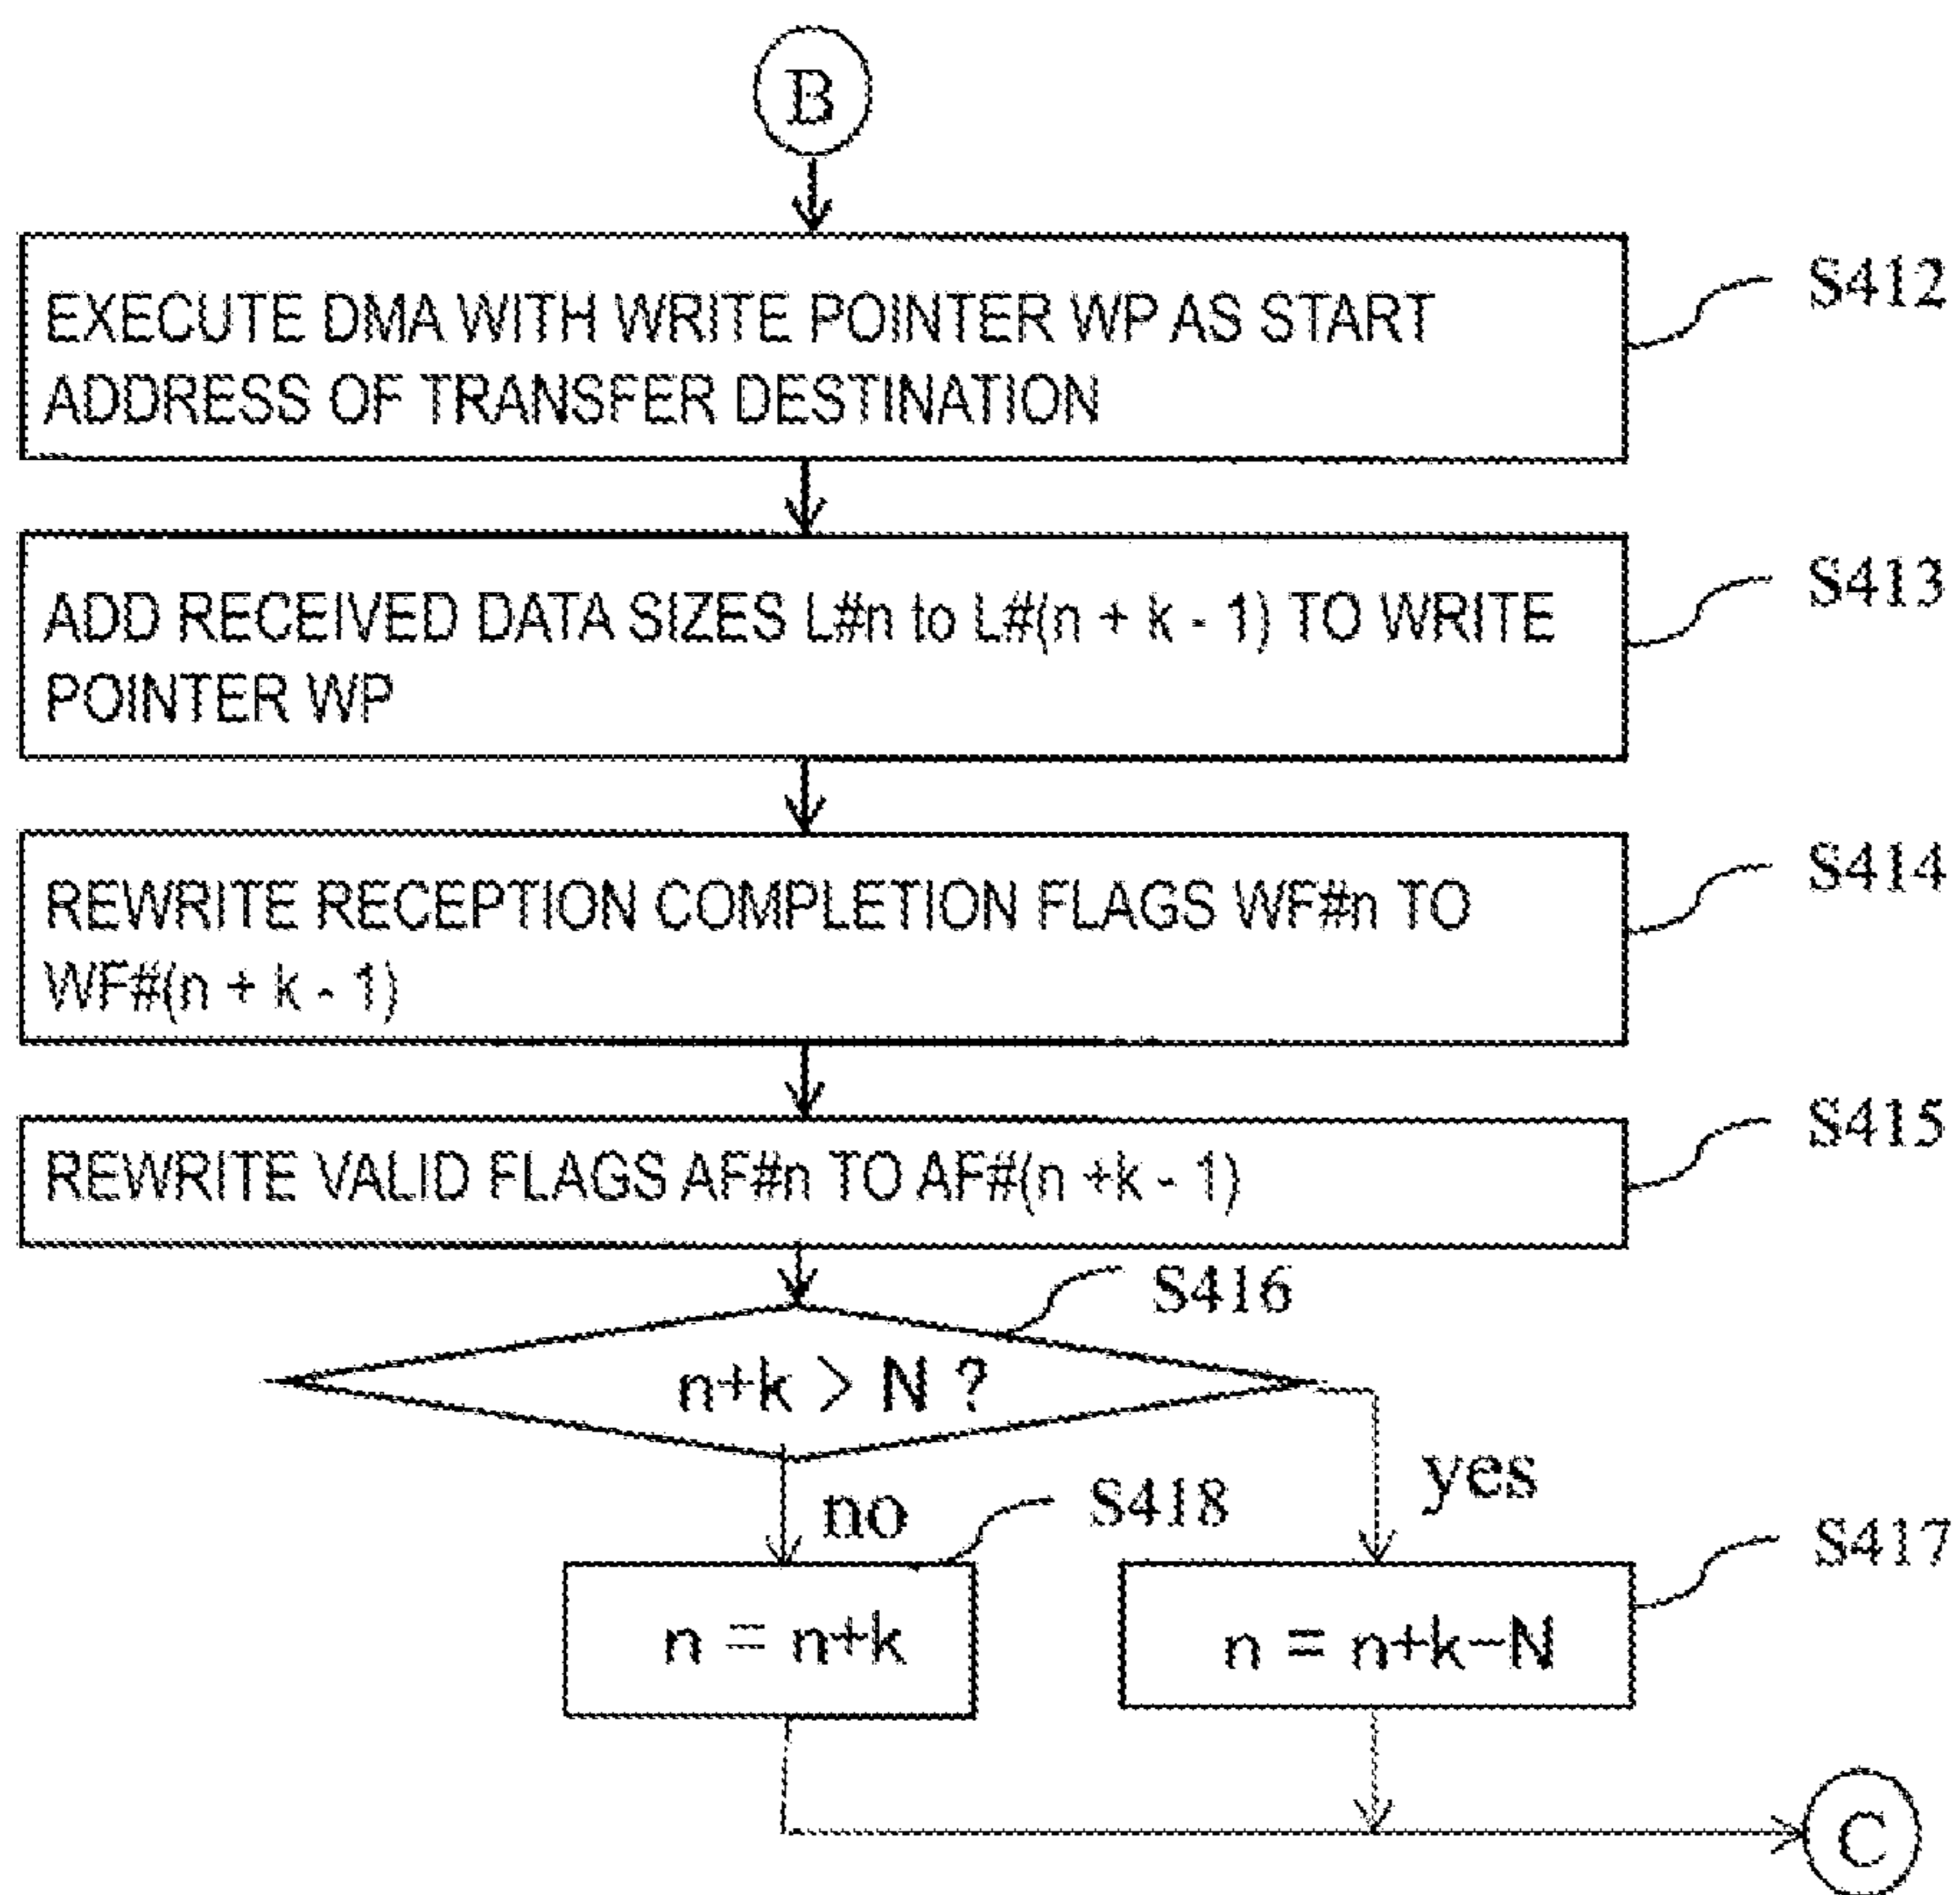 B
EXECUTE DMA WITH WRITE POINTER WP AS START
ADDRESS OF TRANSFER DESTINATION
S412
ADD RECEIVED DATA SIZES L#n to L#(n + k - 1) TO WRITE
POINTER WP
S413
REWRITE RECEPTION COMPLETION FLAGS WF#n TO
WF#(n + k - 1)
S414
REWRITE VALID FLAGS AF#n TO AF#(n +k - 1)
S415
S416
n+k > N ?
no
yes
S418
S417
n = n+k
n = n+k-N
C